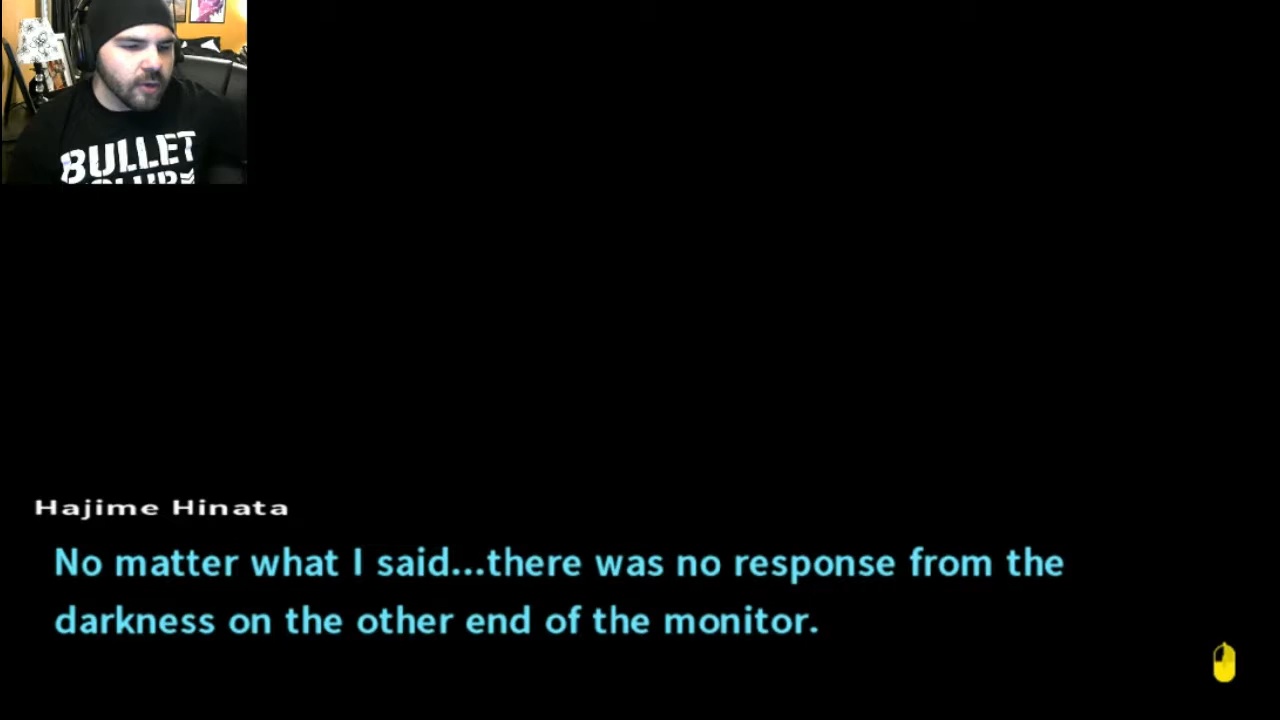 BULLET
CLUB
Hajime Hinata
No matter what I said...there was no response from the
darkness on the other end of the monitor.